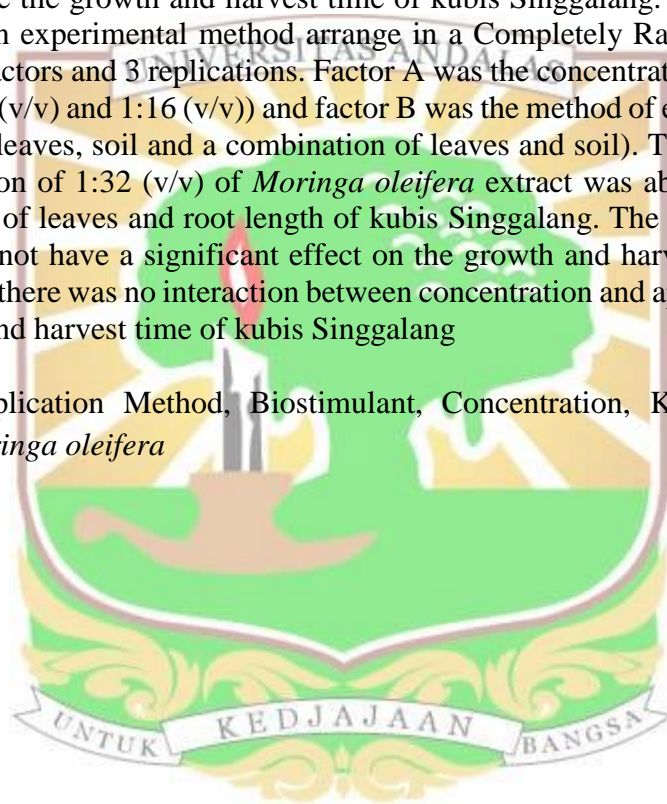 e the growth and harvest time of kubis Singgalang.
n experimental method arrange in a Completely Ra
actors and 3 replications. Factor A was the concentrat
(v/v) and 1:16 (v/v)) and factor B was the method of e
leaves, soil and a combination of leaves and soil). T
on of 1:32 (v/v) of Moringa oleifera extract was ab
of leaves and root length of kubis Singgalang. The
not have a significant effect on the growth and harv
there was no interaction between concentration and a
nd harvest time of kubis Singgalang
plication Method, Biostimulant, Concentration, K
ringa oleifera
UNIVERSITAS ANDALAS
UNTUK KEDJAJAAN BANGSA